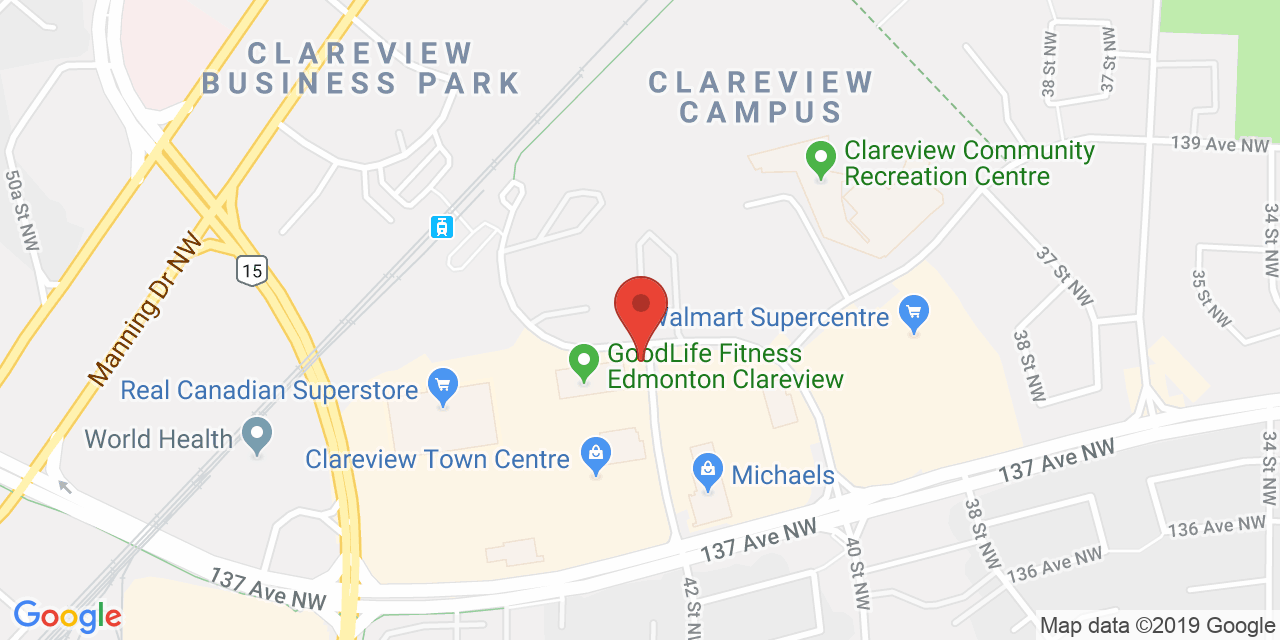 CLAREVIEW
BUSINESS PARK
CLAREVIEW
CAMPUS
38 St NW
37 St NW
139 Ave NW
Clareview Community
Recreation Centre
50a St NW
34 St NW
Manning Dr NW
15
37 St NW
35 St NW
Walmart Supercentre
38 St NW
GoodLife Fitness
Edmonton Clareview
Real Canadian Superstore
World Health
Clareview Town Centre
Michaels
137 Ave NW
34 St NW
38 St NW
136 Ave NW
137 Ave NW
40 St NW
136 Ave NW
137 Ave NW
42 St NW
Google
Map data ©2019 Google